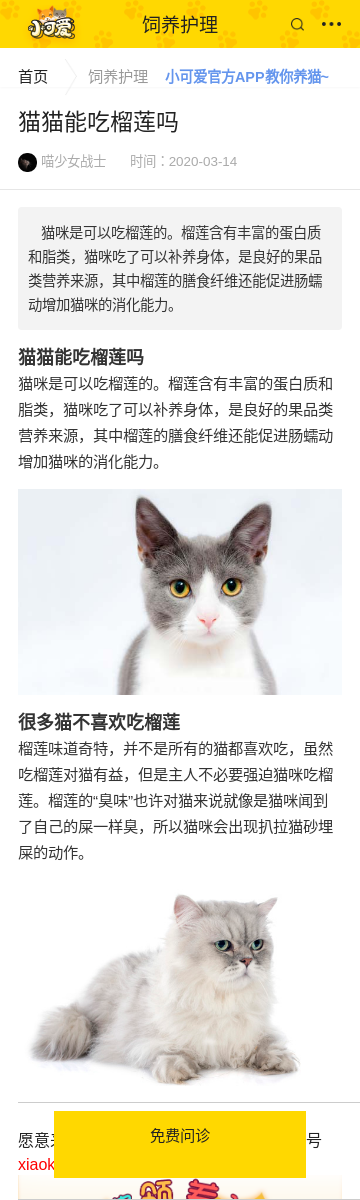 小可爱
饲养护理
首页 饲养护理 小可爱官方APP教你养猫~
猫猫能吃榴莲吗
喵少女战士 时间：2020-03-14
猫咪是可以吃榴莲的。榴莲含有丰富的蛋白质
和脂类，猫咪吃了可以补养身体，是良好的果品
类营养来源，其中榴莲的膳食纤维还能促进肠蠕
动增加猫咪的消化能力。
猫猫能吃榴莲吗
猫咪是可以吃榴莲的。榴莲含有丰富的蛋白质和
脂类，猫咪吃了可以补养身体，是良好的果品类
营养来源，其中榴莲的膳食纤维还能促进肠蠕动
增加猫咪的消化能力。
很多猫不喜欢吃榴莲
榴莲味道奇特，并不是所有的猫都喜欢吃，虽然
吃榴莲对猫有益，但是主人不必要强迫猫咪吃榴
莲。榴莲的“臭味”也许对猫来说就像是猫咪闻到
了自己的屎一样臭，所以猫咪会出现扒拉猫砂埋
屎的动作。
愿意 号
免费问诊
xiaok
领养